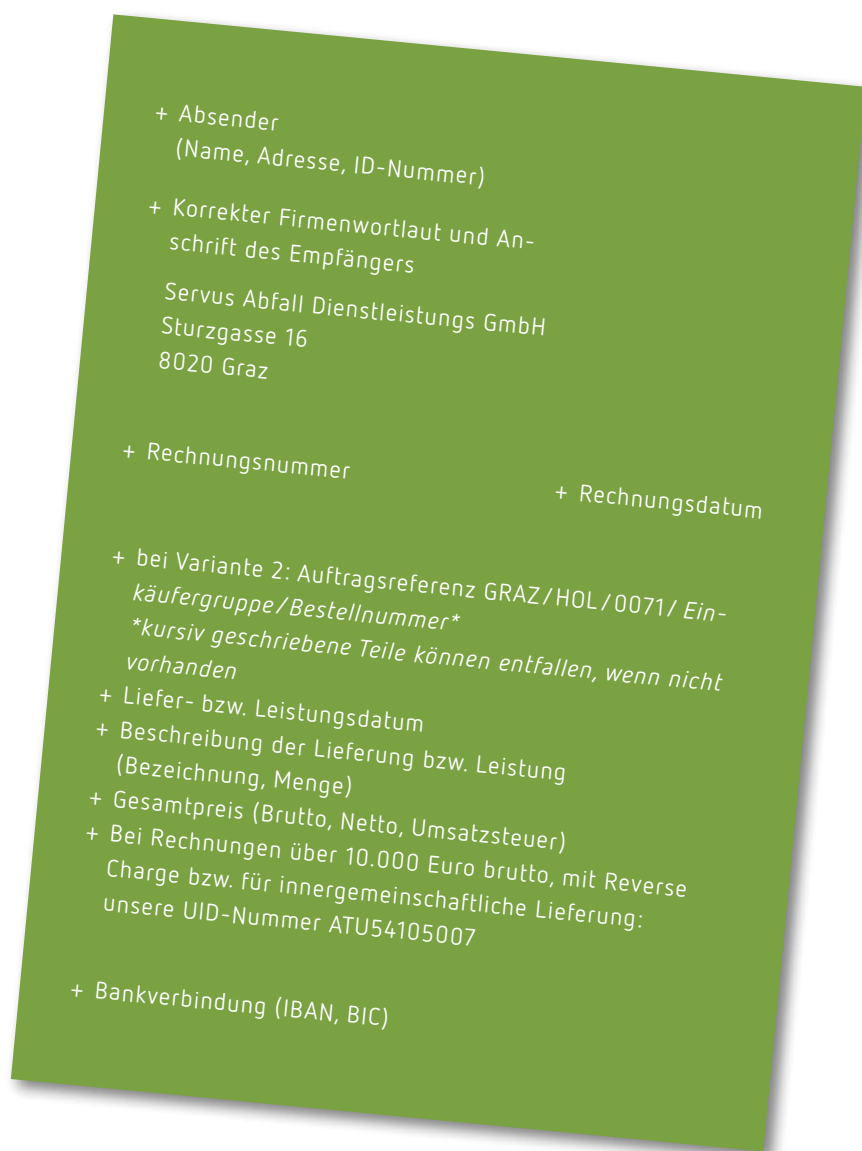 + Absender
(Name, Adresse, ID-Nummer)
+ Korrekter Firmenwortlaut und An-
schrift des Empfängers
Servus Abfall Dienstleistungs GmbH
Sturzgasse 16
8020 Graz
+ Rechnungsnummer
+ Rechnungsdatum
+ bei Variante 2: Auftragsreferenz GRAZ/HOL/0071/Ein-
käufergruppe/Bestellnummer*
*kursiv geschriebene Teile können entfallen, wenn nicht
vorhanden
+ Liefer- bzw. Leistungsdatum
+ Beschreibung der Lieferung bzw. Leistung
(Bezeichnung, Menge)
+ Gesamtpreis (Brutto, Netto, Umsatzsteuer)
+ Bei Rechnungen über 10.000 Euro brutto, mit Reverse
Charge bzw. für innergemeinschaftliche Lieferung:
unsere UID-Nummer ATU54105007
+ Bankverbindung (IBAN, BIC)